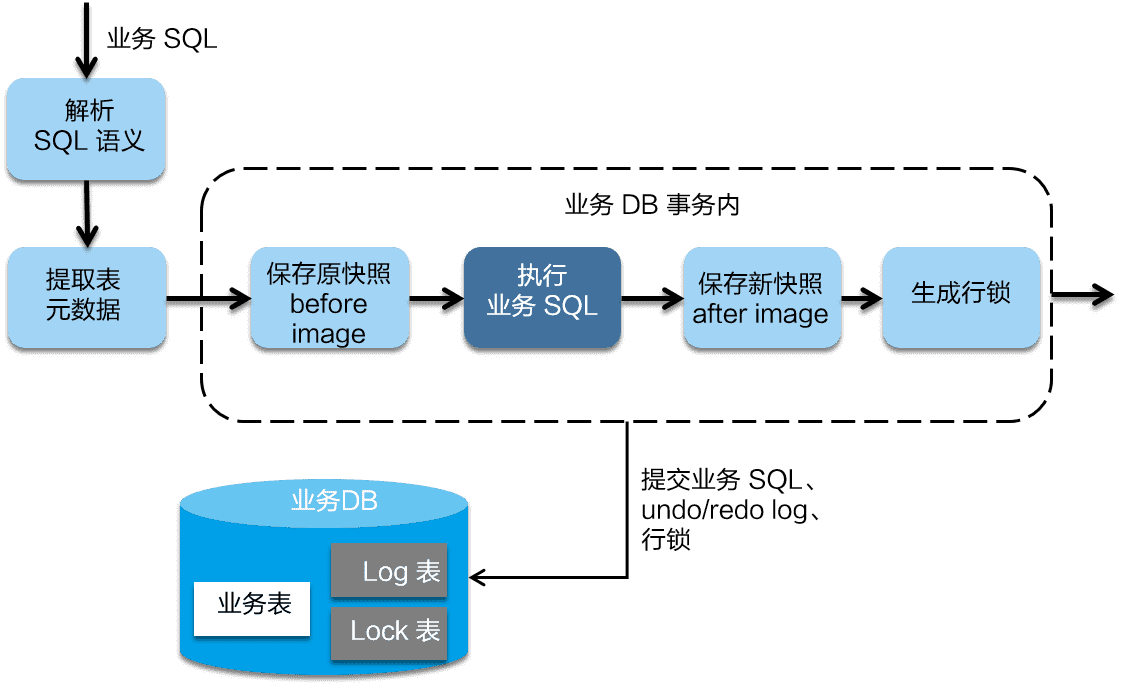 业务 SQL
解析
SQL 语义
业务 DB 事务内
提取表
元数据
保存原快照
before
image
执行
业务 SQL
保存新快照
after image
生成行锁
提交业务 SQL、
undo/redo log、
行锁
业务DB
Log 表
业务表
Lock 表